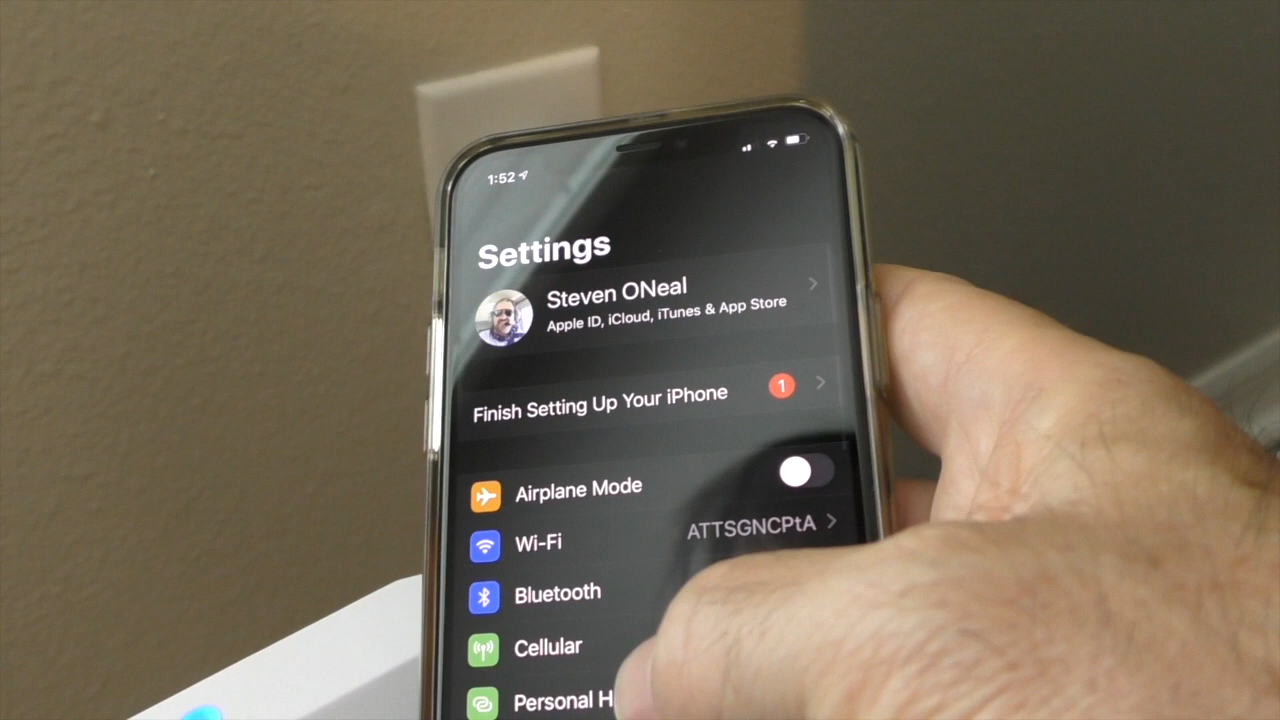 1:52
Settings
Steven ONeal
Apple ID, iCloud, iTunes & App Store
Finish Setting Up Your iPhone 1
Airplane Mode
Wi-Fi ATTSGNCPtA
Bluetooth
Cellular
Personal H